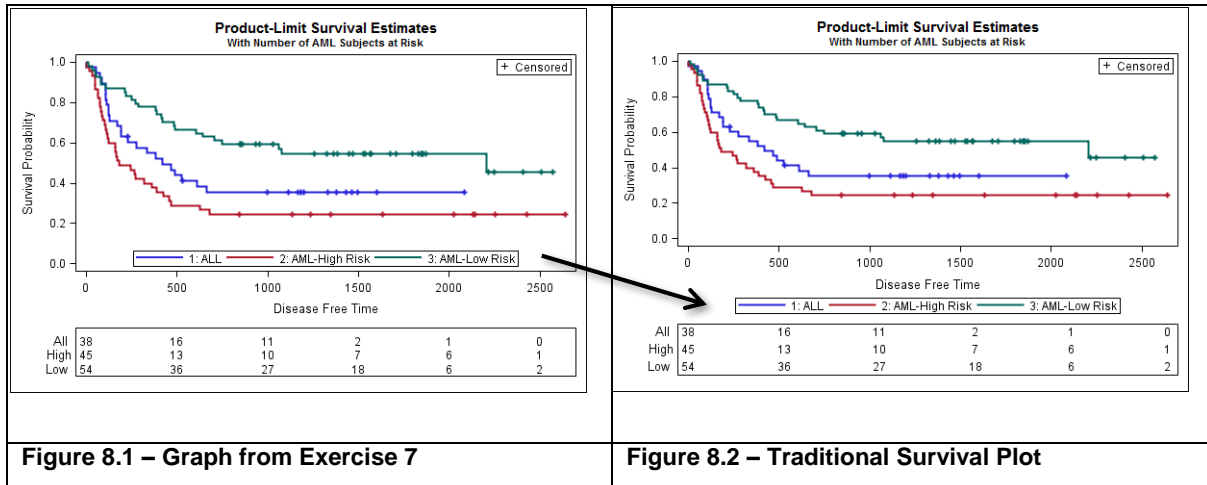 Product-Limit Survival Estimates
With Number of AML Subjects at Risk
+ Censored
Survival Probability
1.0
0.8
0.6
0.4
0.2
0.0
1: ALL 2: AML-High Risk 3: AML-Low Risk
0 500 1000 1500 2000 2500
Disease Free Time
All 38 16 11 2 1 0
High 45 13 10 7 6 1
Low 54 36 27 18 6 2
Figure 8.1 – Graph from Exercise 7
Product-Limit Survival Estimates
With Number of AML Subjects at Risk
+ Censored
Survival Probability
1.0
0.8
0.6
0.4
0.2
0.0
0 500 1000 1500 2000 2500
Disease Free Time
1: ALL 2: AML-High Risk 3: AML-Low Risk
All 38 16 11 2 1 0
High 45 13 10 7 6 1
Low 54 36 27 18 6 2
Figure 8.2 – Traditional Survival Plot